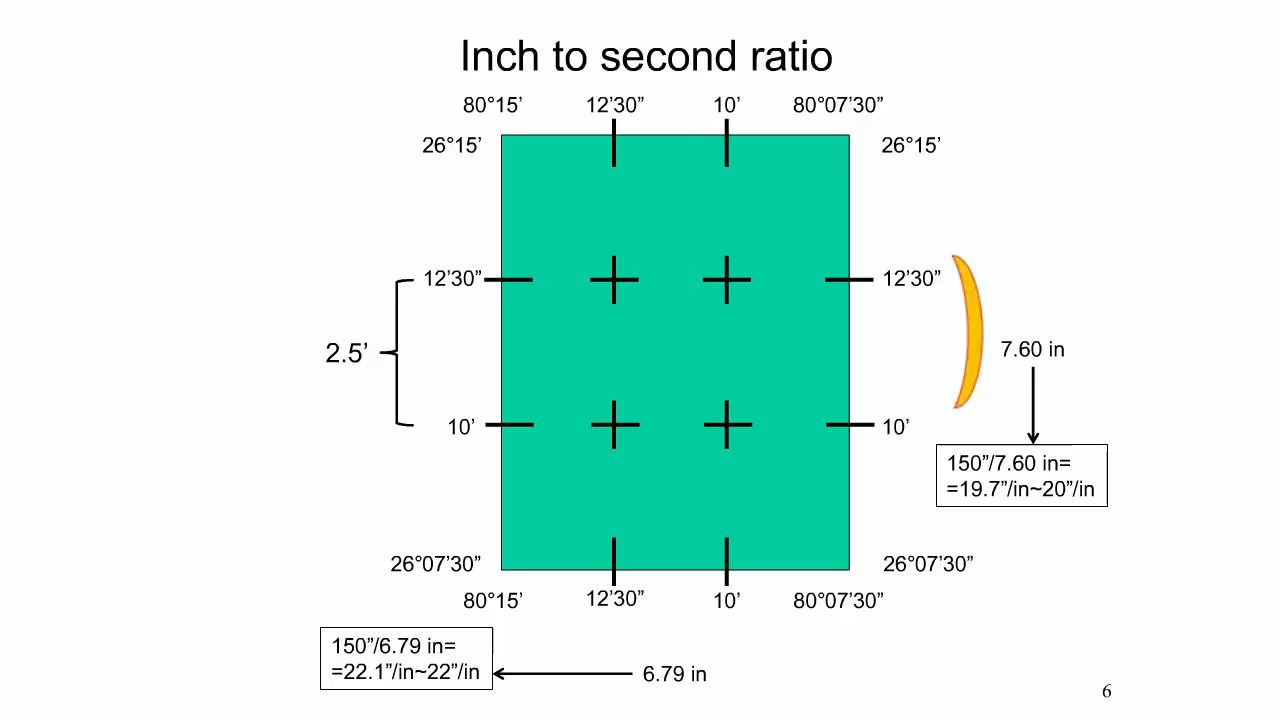 Inch to second ratio
80°15’ 12’30” 10’ 80°07’30”
26°15’ 26°15’
12’30” 12’30”
2.5’ 7.60 in
10’ 10’
150”/7.60 in=
=19.7”/in~20”/in
26°07’30” 26°07’30”
80°15’ 12’30” 10’ 80°07’30”
150”/6.79 in=
=22.1”/in~22”/in
6.79 in
6